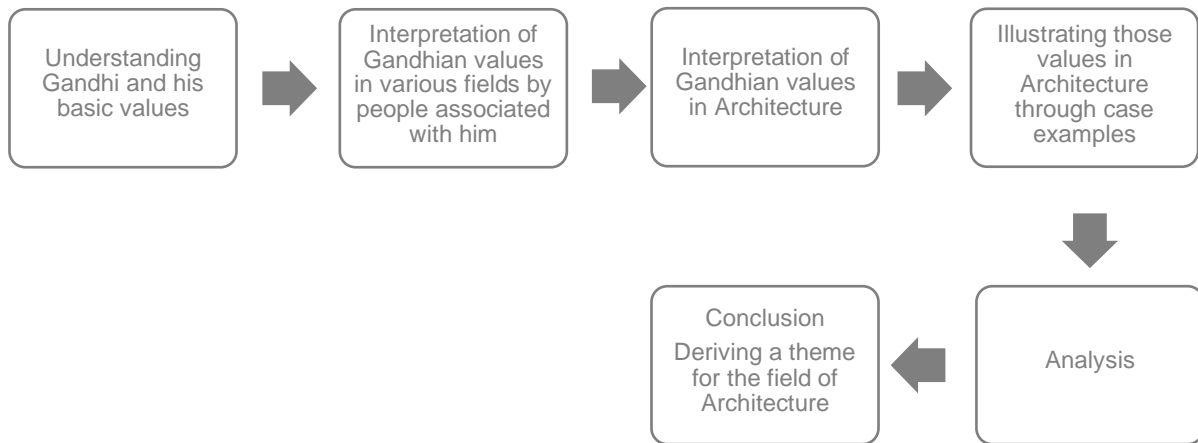 Understanding
Gandhi and his
basic values
Interpretation of
Gandhian values
in various fields by
people associated
with him
Interpretation of
Gandhian values
in Architecture
Illustrating those
values in
Architecture
through case
examples
Analysis
Conclusion
Deriving a theme
for the field of
Architecture